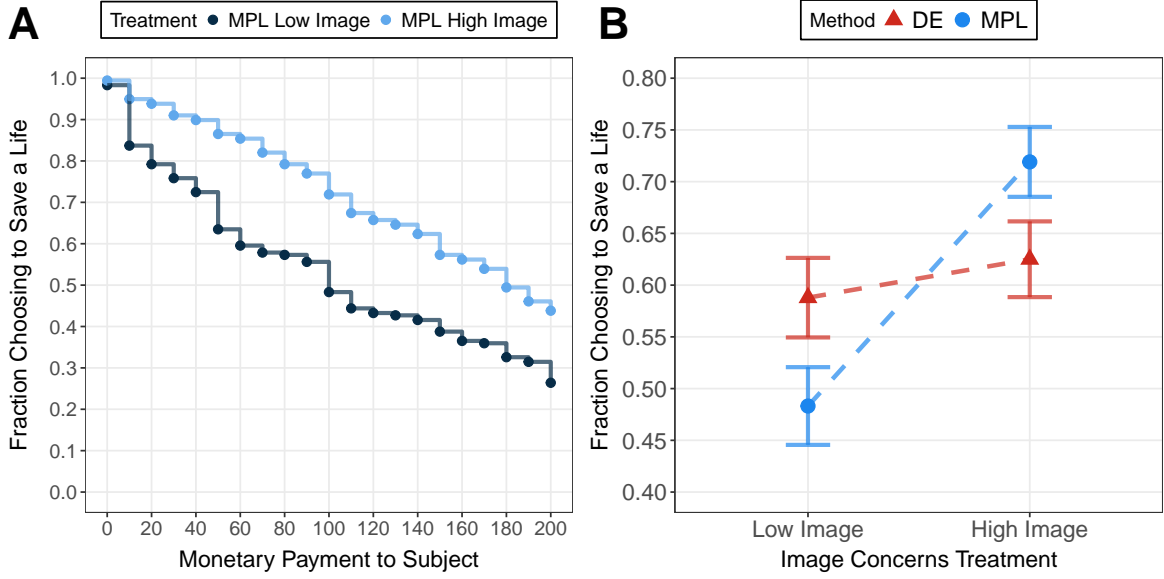 A
Treatment MPL Low Image MPL High Image
Fraction Choosing to Save a Life
1.0
0.9
0.8
0.7
0.6
0.5
0.4
0.3
0.2
0.1
0.0
0 20 40 60 80 100 120 140 160 180 200
Monetary Payment to Subject
B
Method DE MPL
Fraction Choosing to Save a Life
0.80
0.75
0.70
0.65
0.60
0.55
0.50
0.45
0.40
Low Image High Image
Image Concerns Treatment